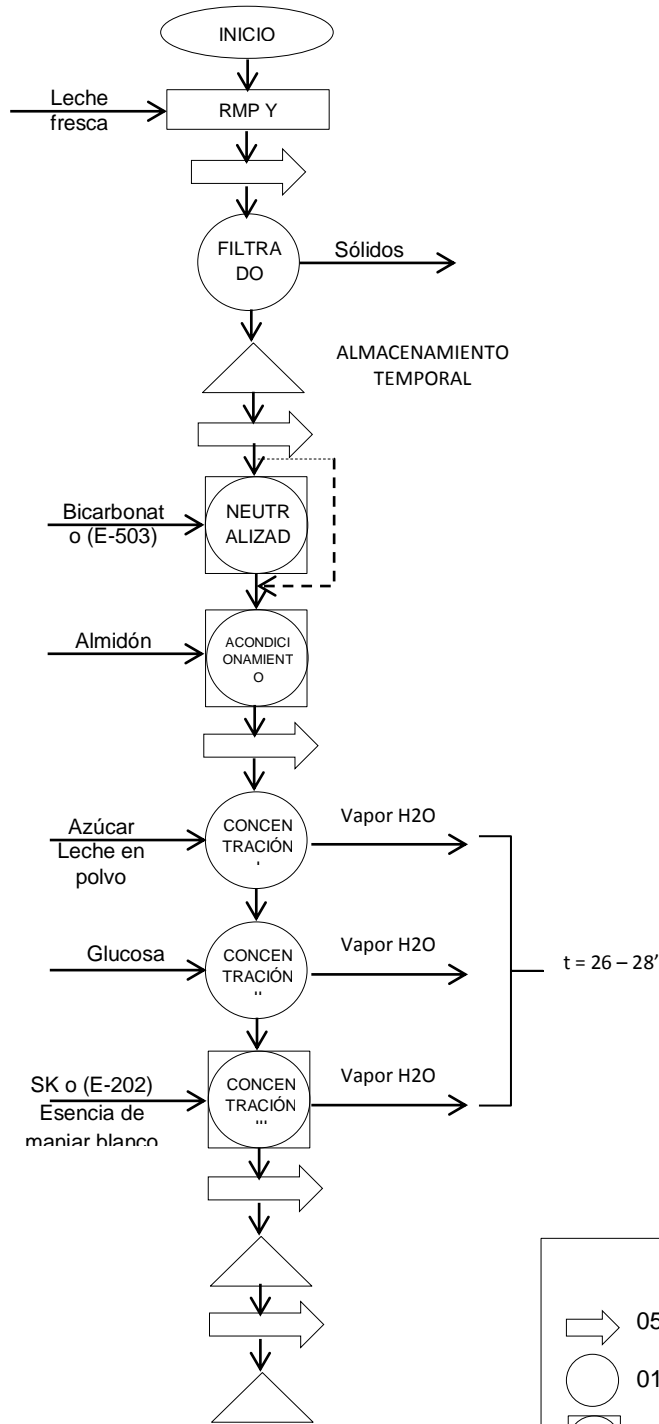 INICIO
Leche
fresca
RMP Y
FILTRA
DO
Sólidos
ALMACENAMIENTO
TEMPORAL
Bicarbonat
o (E-503)
NEUTR
ALIZAD
Almidón
ACONDICI
ONAMIENT
O
Azúcar
Leche en
polvo
CONCEN
TRACIÓN
Vapor H2O
Glucosa
CONCEN
TRACIÓN
Vapor H2O
t = 26 – 28’
SK o (E-202)
Esencia de
manjar blanco
CONCEN
TRACIÓN
Vapor H2O
05
01